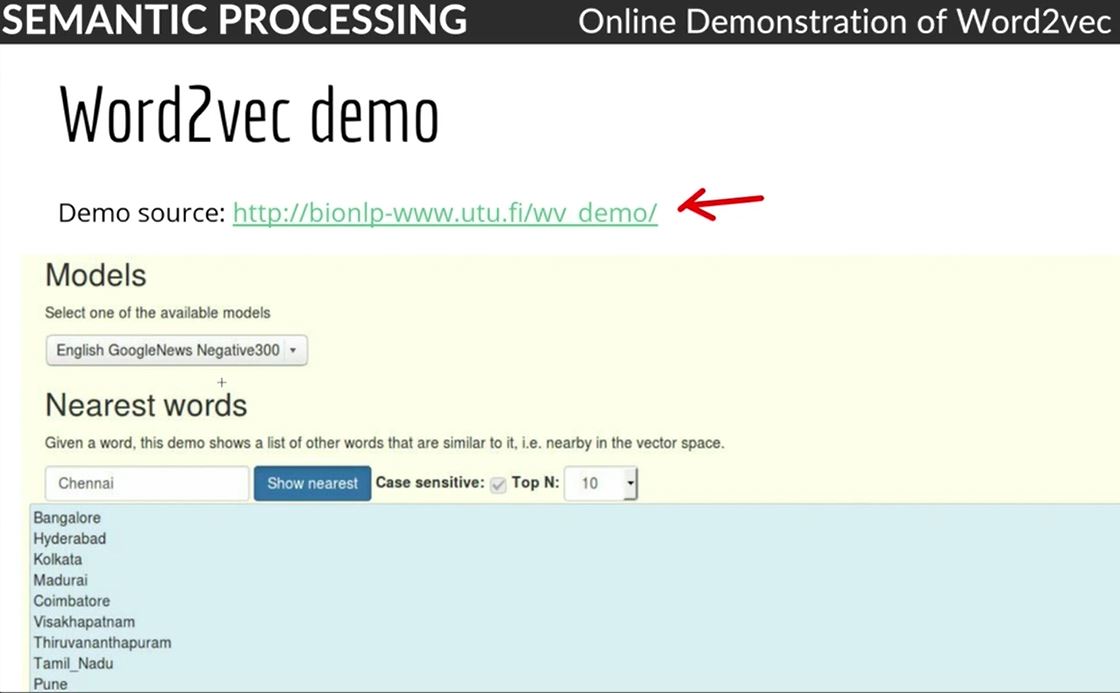 SEMANTIC PROCESSING Online Demonstration of Word2vec
Word2vec demo
Demo source: http://bionlp-www.utu.fi/wv_demo/
Models
Select one of the available models
English GoogleNews Negative300
Nearest words
Given a word, this demo shows a list of other words that are similar to it, i.e. nearby in the vector space.
Chennai Show nearest Case sensitive: Top N: 10
Bangalore
Hyderabad
Kolkata
Madurai
Coimbatore
Visakhapatnam
Thiruvananthapuram
Tamil_Nadu
Pune